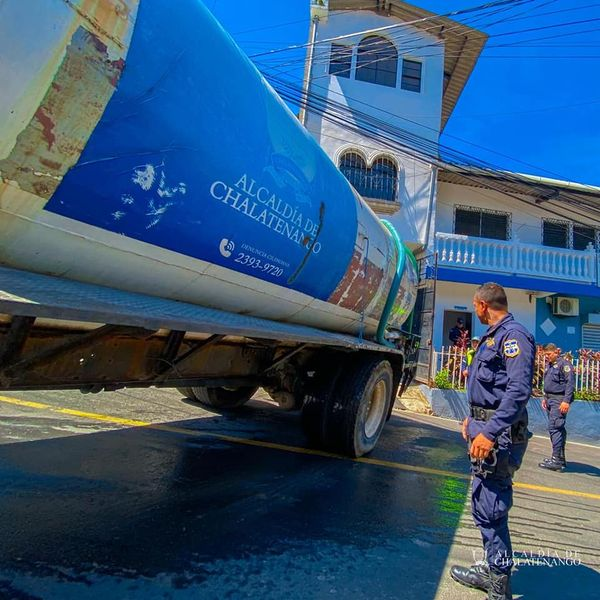 ALCALDÍA DE
CHALATENANGO
DENUNCIA CIUDADANA
2393-9720
ALCALDÍA DE
CHALATENANGO